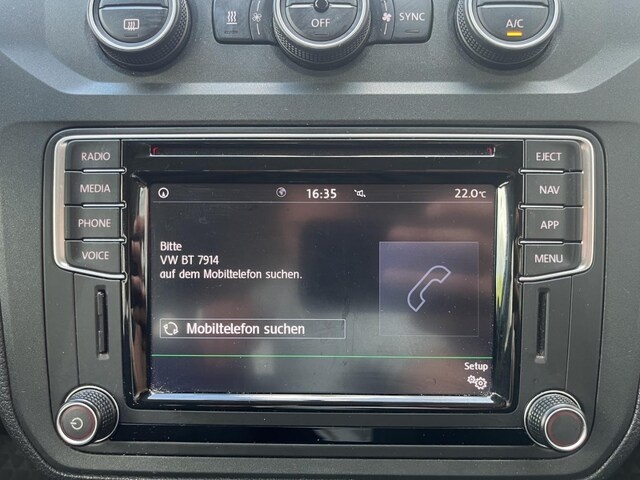 OFF
SYNC
A/C
RADIO
EJECT
MEDIA
NAV
PHONE
APP
VOICE
MENU
16:35
22.0°C
Bitte
VW BT 7914
auf dem Mobiltelefon suchen.
Mobiltelefon suchen
Setup